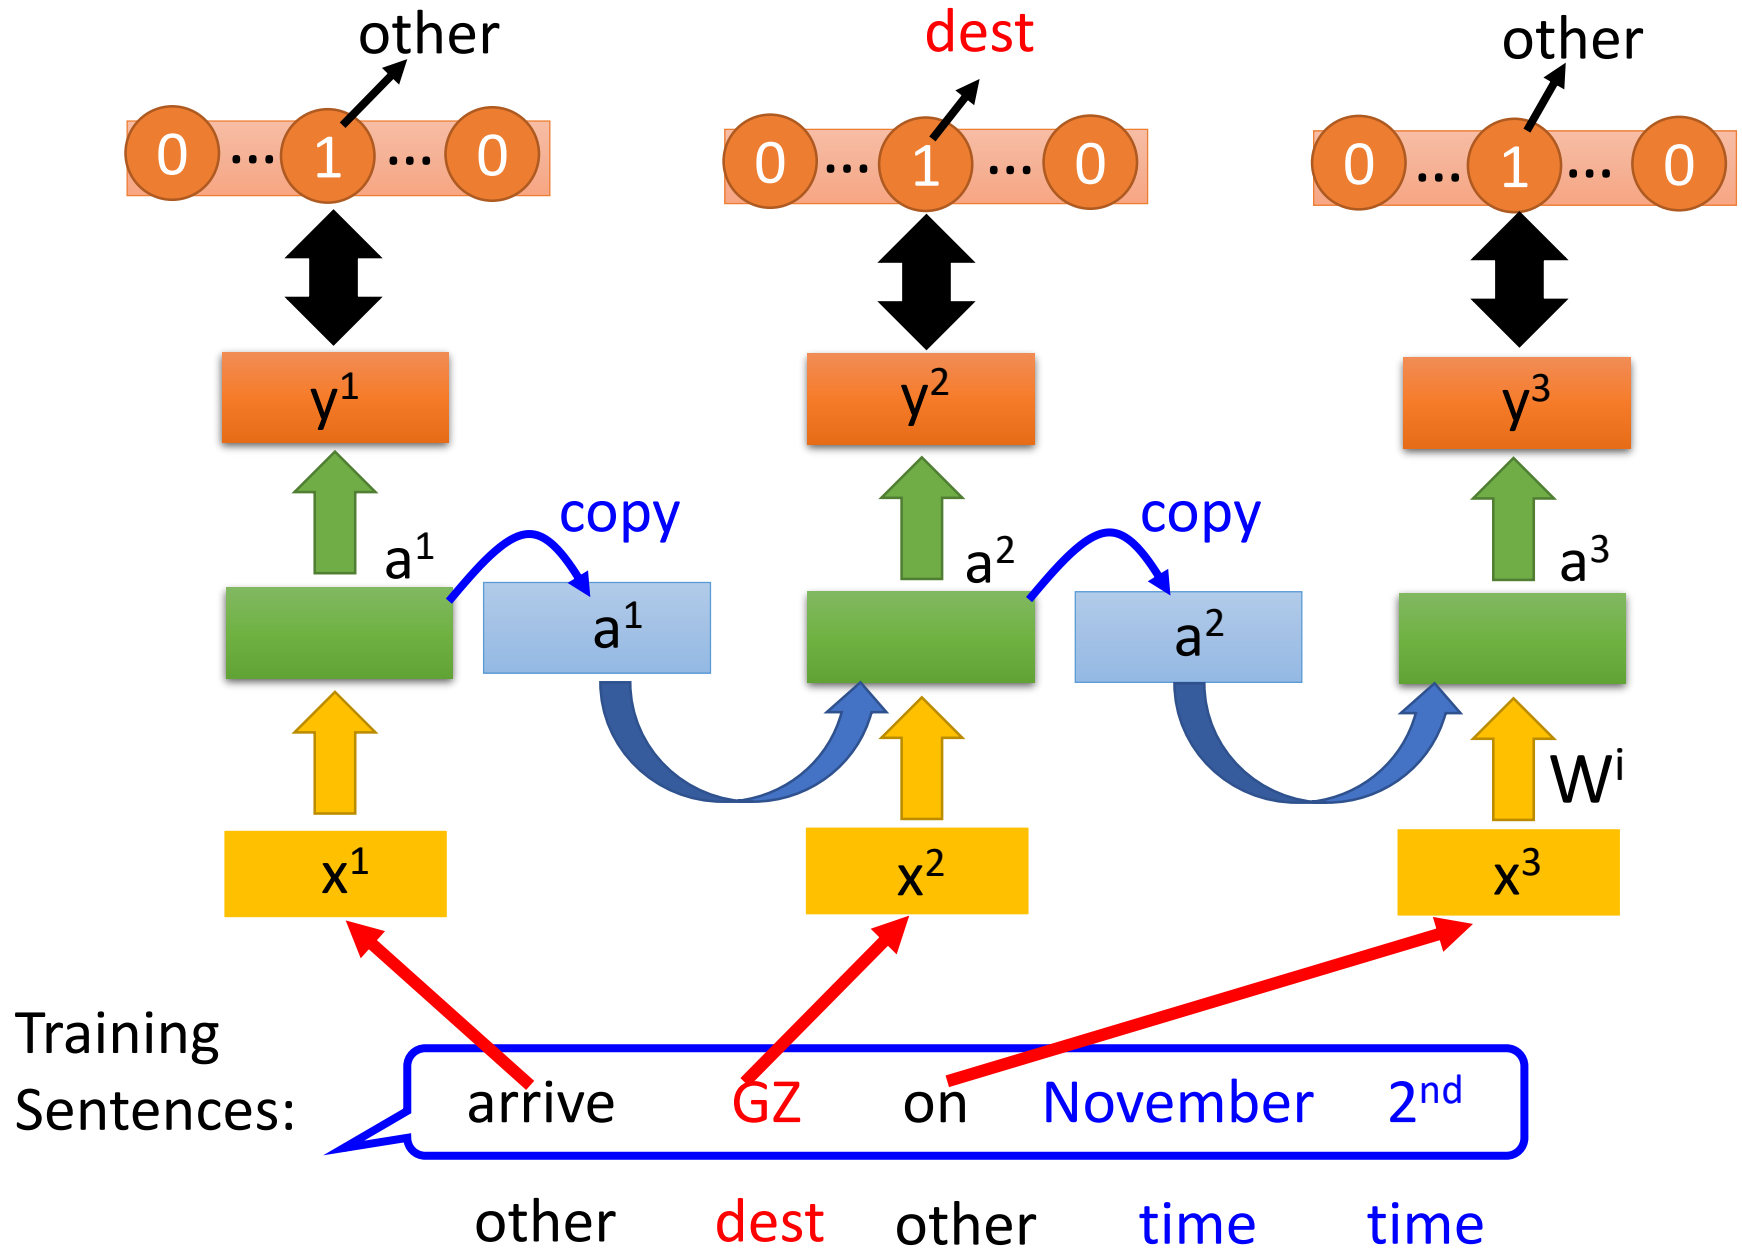 other dest other
0 ... 1 ... 0 0 ... 1 ... 0 0 ... 1 ... 0
y¹ y² y³
copy copy
a¹ a² a³
a¹ a²
Wⁱ
x¹ x² x³
Training
Sentences:
arrive GZ on November 2ⁿᵈ
other dest other time time